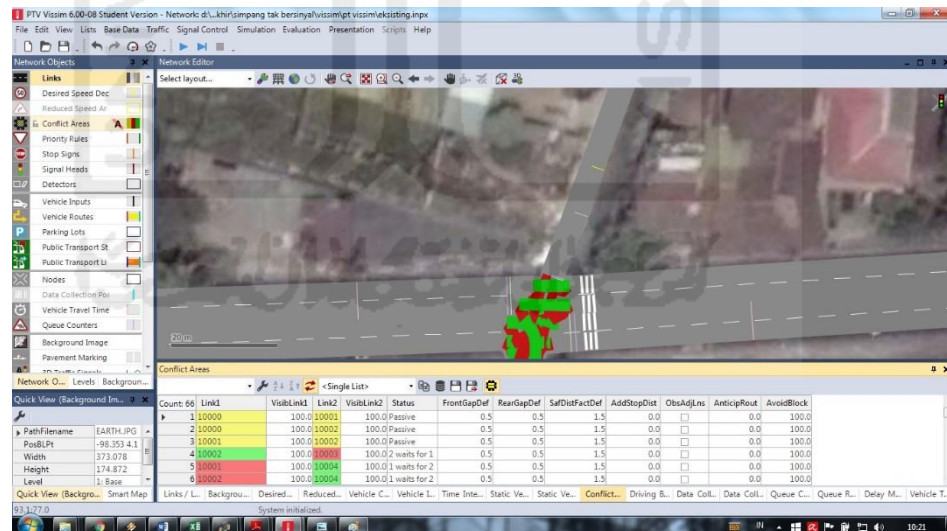 PTV Vissim 6.00-08 Student Version - Network: d:\...khir\simpang tak bersinyal\vissim\pt vissim\eksisting.inpx
File Edit View Lists Base Data Traffic Signal Control Simulation Evaluation Presentation Scripts Help
Network Objects
Network Editor
Select layout...
Links
Desired Speed Dec
Reduced Speed Ar
Conflict Areas
Priority Rules
Stop Signs
Signal Heads
Detectors
Vehicle Inputs
Vehicle Routes
Parking Lots
Public Transport St
Public Transport Li
Nodes
Data Collection Poi
Vehicle Travel Time
Queue Counters
Background Image
Pavement Marking
3D Traffic Signals
Network O... Levels Backgroun...
20 m
Quick View (Background Im...
PathFilename EARTH.JPG
PosBLPt -98.353 4.1
Width 373.078
Height 174.872
Level 1: Base
Quick View (Backgro... Smart Map
Conflict Areas
<Single List>
Count: 66 Link1 VisibLink1 Link2 VisibLink2 Status FrontGapDef RearGapDef SafDistFactDef AddStopDist ObsAdjLns AnticipRout AvoidBlock
1 10000 100.0 10001 100.0 Passive 0.5 0.5 1.5 0.0 0.0 100.0
2 10000 100.0 10002 100.0 Passive 0.5 0.5 1.5 0.0 0.0 100.0
3 10001 100.0 10002 100.0 Passive 0.5 0.5 1.5 0.0 0.0 100.0
4 10002 100.0 10003 100.0 2 waits for 1 0.5 0.5 1.5 0.0 0.0 100.0
5 10001 100.0 10004 100.0 1 waits for 2 0.5 0.5 1.5 0.0 0.0 100.0
6 10002 100.0 10004 100.0 1 waits for 2 0.5 0.5 1.5 0.0 0.0 100.0
Links / L... Backgrou... Desired... Reduced... Vehicle C... Vehicle I... Time Inte... Static Ve... Static Ve... Conflict... Driving B... Data Coll... Data Coll... Queue C... Queue R... Delay M... Vehicle T...
93.1:77.0 System initialized.
IN 10:21